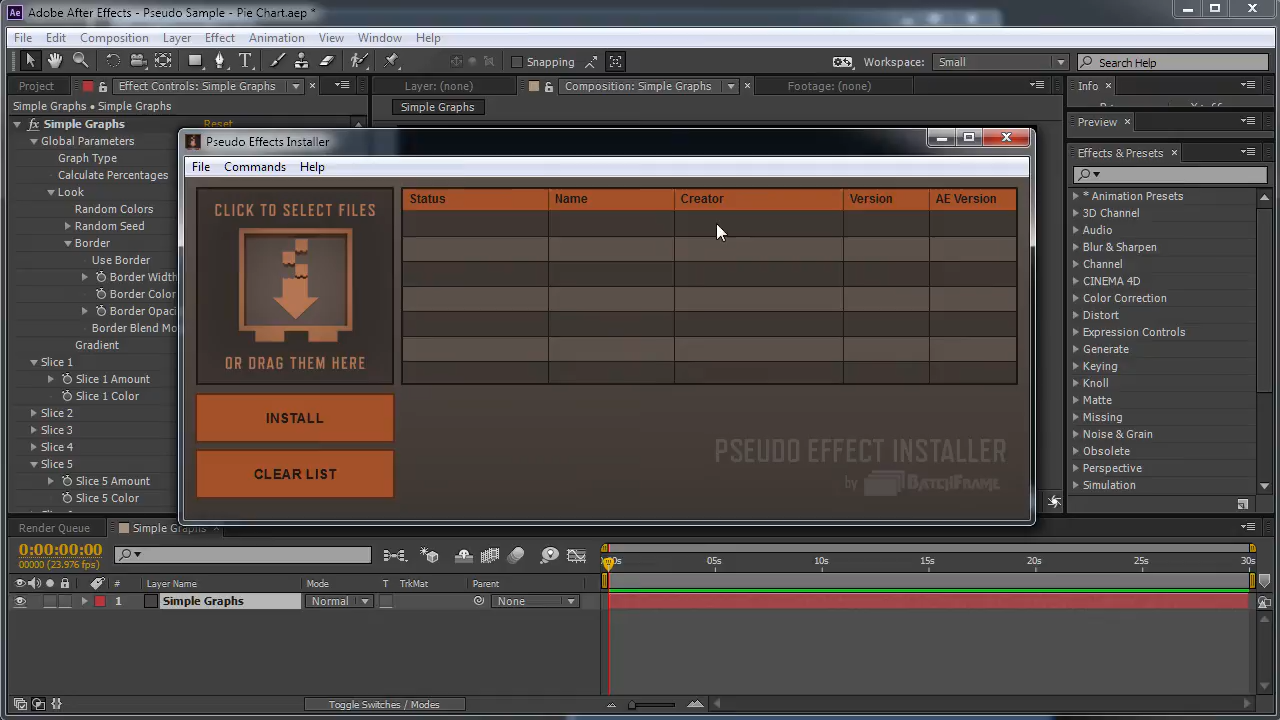 Adobe After Effects - Pseudo Sample - Pie Chart.aep *
File Edit Composition Layer Effect Animation View Window Help
Snapping Workspace: Small Search Help
Project Effect Controls: Simple Graphs Layer: (none) Composition: Simple Graphs Footage: (none) Info
Simple Graphs • Simple Graphs Simple Graphs
Preview
fx Simple Graphs Reset
Global Parameters
Graph Type
Calculate Percentages
Look
Random Colors
Random Seed
Border
Use Border
Border Width
Border Color
Border Opaci
Border Blend Mo
Gradient
Slice 1
Slice 1 Amount
Slice 1 Color
Slice 2
Slice 3
Slice 4
Slice 5
Slice 5 Amount
Slice 5 Color
Pseudo Effects Installer
File Commands Help
CLICK TO SELECT FILES
OR DRAG THEM HERE
Status Name Creator Version AE Version
INSTALL
CLEAR LIST
PSEUDO EFFECT INSTALLER
by BATCHFRAME
Effects & Presets
* Animation Presets
3D Channel
Audio
Blur & Sharpen
Channel
CINEMA 4D
Color Correction
Distort
Expression Controls
Generate
Keying
Knoll
Matte
Missing
Noise & Grain
Obsolete
Perspective
Simulation
Render Queue Simple Graphs
0:00:00:00
00000 (23.976 fps)
05s 10s 15s 20s 25s 30s
# Layer Name Mode T TrkMat Parent
1 Simple Graphs Normal None
Toggle Switches / Modes